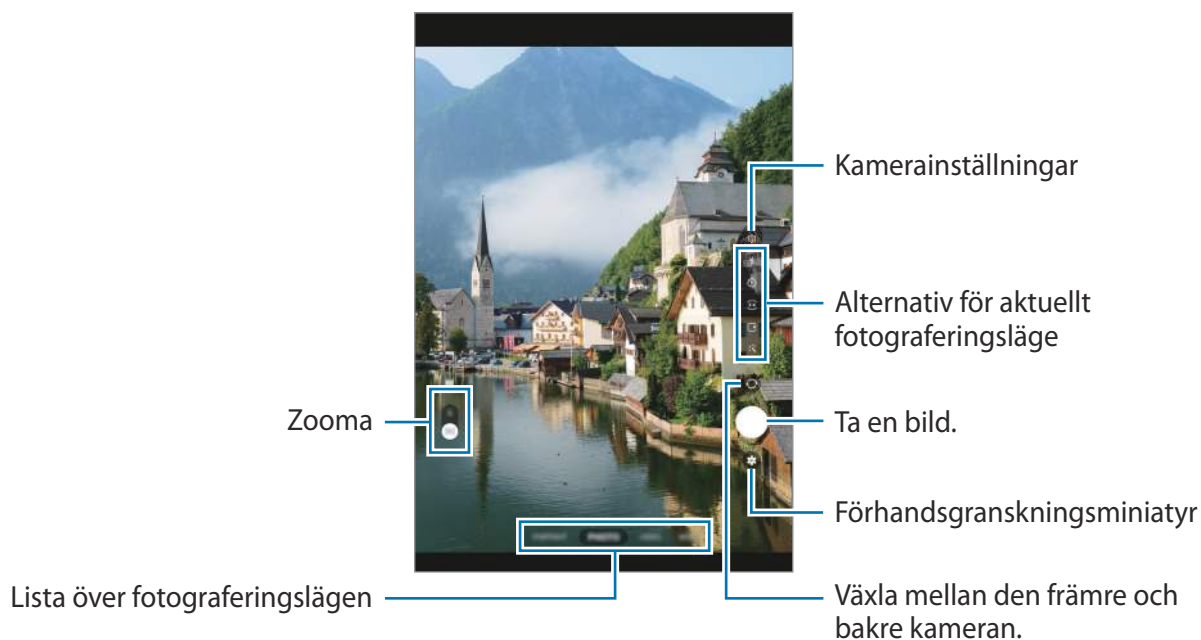 Kamerainställningar
Alternativ för aktuellt
fotograferingsläge
Zooma
Ta en bild.
Förhandsgranskningsminiatyr
Lista över fotograferingslägen
Växla mellan den främre och
bakre kameran.
PHOTO